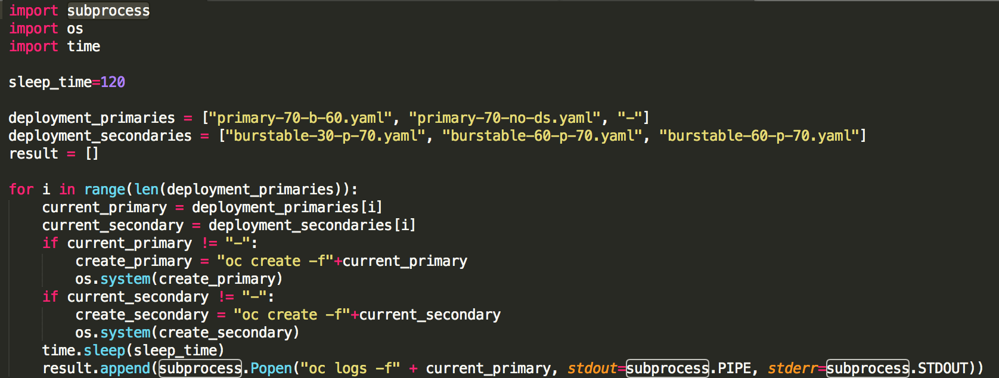 import subprocess
import os
import time
sleep_time=120
deployment_primaries = ["primary-70-b-60.yaml", "primary-70-no-ds.yaml", "-"]
deployment_secondaries = ["burstable-30-p-70.yaml", "burstable-60-p-70.yaml", "burstable-60-p-70.yaml"]
result = []
for i in range(len(deployment_primaries)):
    current_primary = deployment_primaries[i]
    current_secondary = deployment_secondaries[i]
    if current_primary != "-":
        create_primary = "oc create -f"+current_primary
        os.system(create_primary)
    if current_secondary != "-":
        create_secondary = "oc create -f"+current_secondary
        os.system(create_secondary)
    time.sleep(sleep_time)
    result.append(subprocess.Popen("oc logs -f" + current_primary, stdout=subprocess.PIPE, stderr=subprocess.STDOUT))